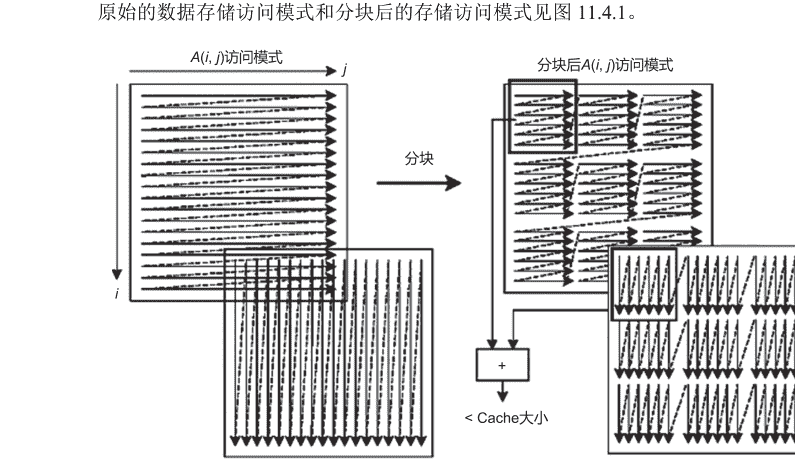 原始的数据存储访问模式和分块后的存储访问模式见图 11.4.1。
A(i, j)访问模式
j
分块后A(i, j)访问模式
分块
i
+
< Cache大小